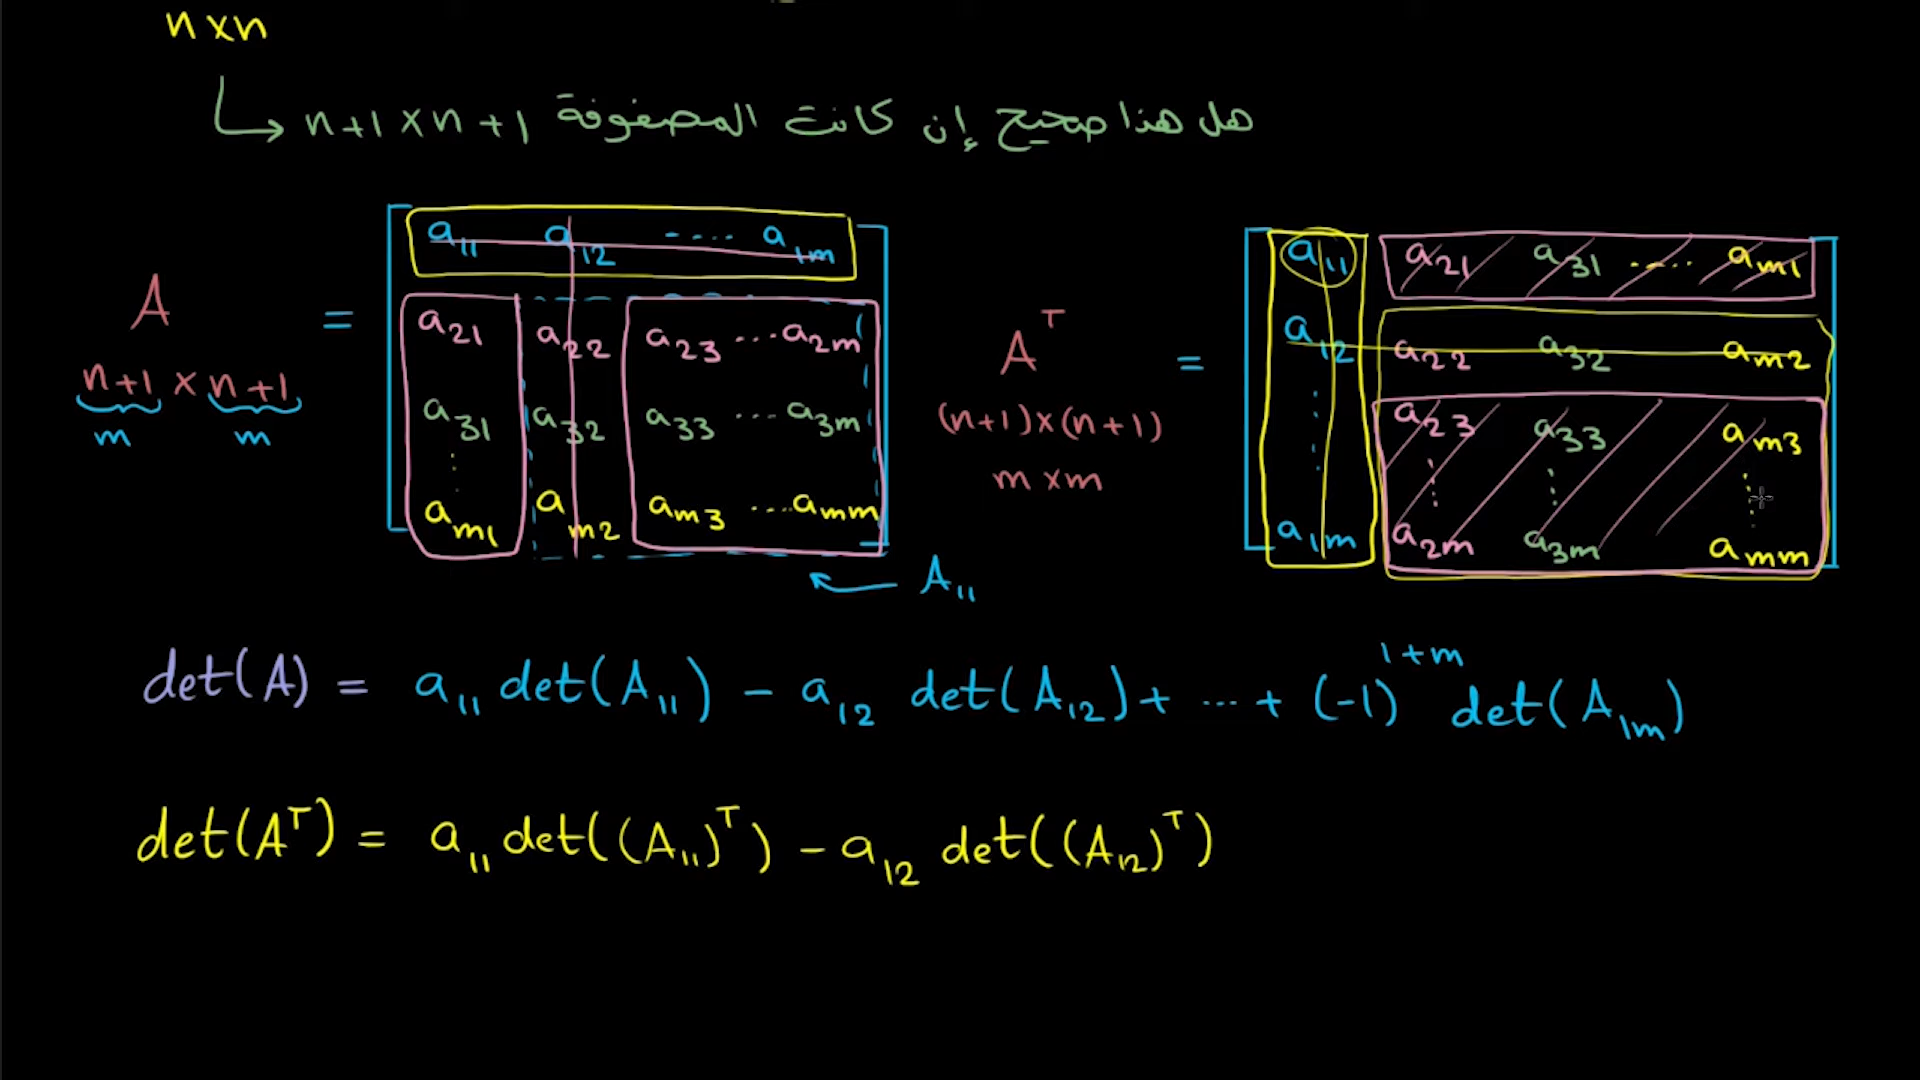 n×n
هل هذا صحيح إن كانت المصفوفة n+1 × n+1
A = [ a₁₁ a₁₂ ···· a₁ₘ
a₂₁ a₂₂ a₂₃ ··· a₂ₘ
a₃₁ a₃₂ a₃₃ ··· a₃ₘ
⋮
aₘ₁ aₘ₂ aₘ₃ ··· aₘₘ ]
n+1 × n+1
m m
A₁₁
Aᵀ = [ a₁₁ a₂₁ a₃₁ ····· aₘ₁
a₁₂ a₂₂ a₃₂ aₘ₂
a₂₃ a₃₃ aₘ₃
⋮ ⋮ ⋮ ⋮
a₁ₘ a₂ₘ a₃ₘ aₘₘ ]
(n+1)×(n+1)
m×m
det(A) = a₁₁ det(A₁₁) − a₁₂ det(A₁₂) + ··· + (-1)¹⁺ᵐ det(A₁ₘ)
det(Aᵀ) = a₁₁ det((A₁₁)ᵀ) − a₁₂ det((A₁₂)ᵀ)